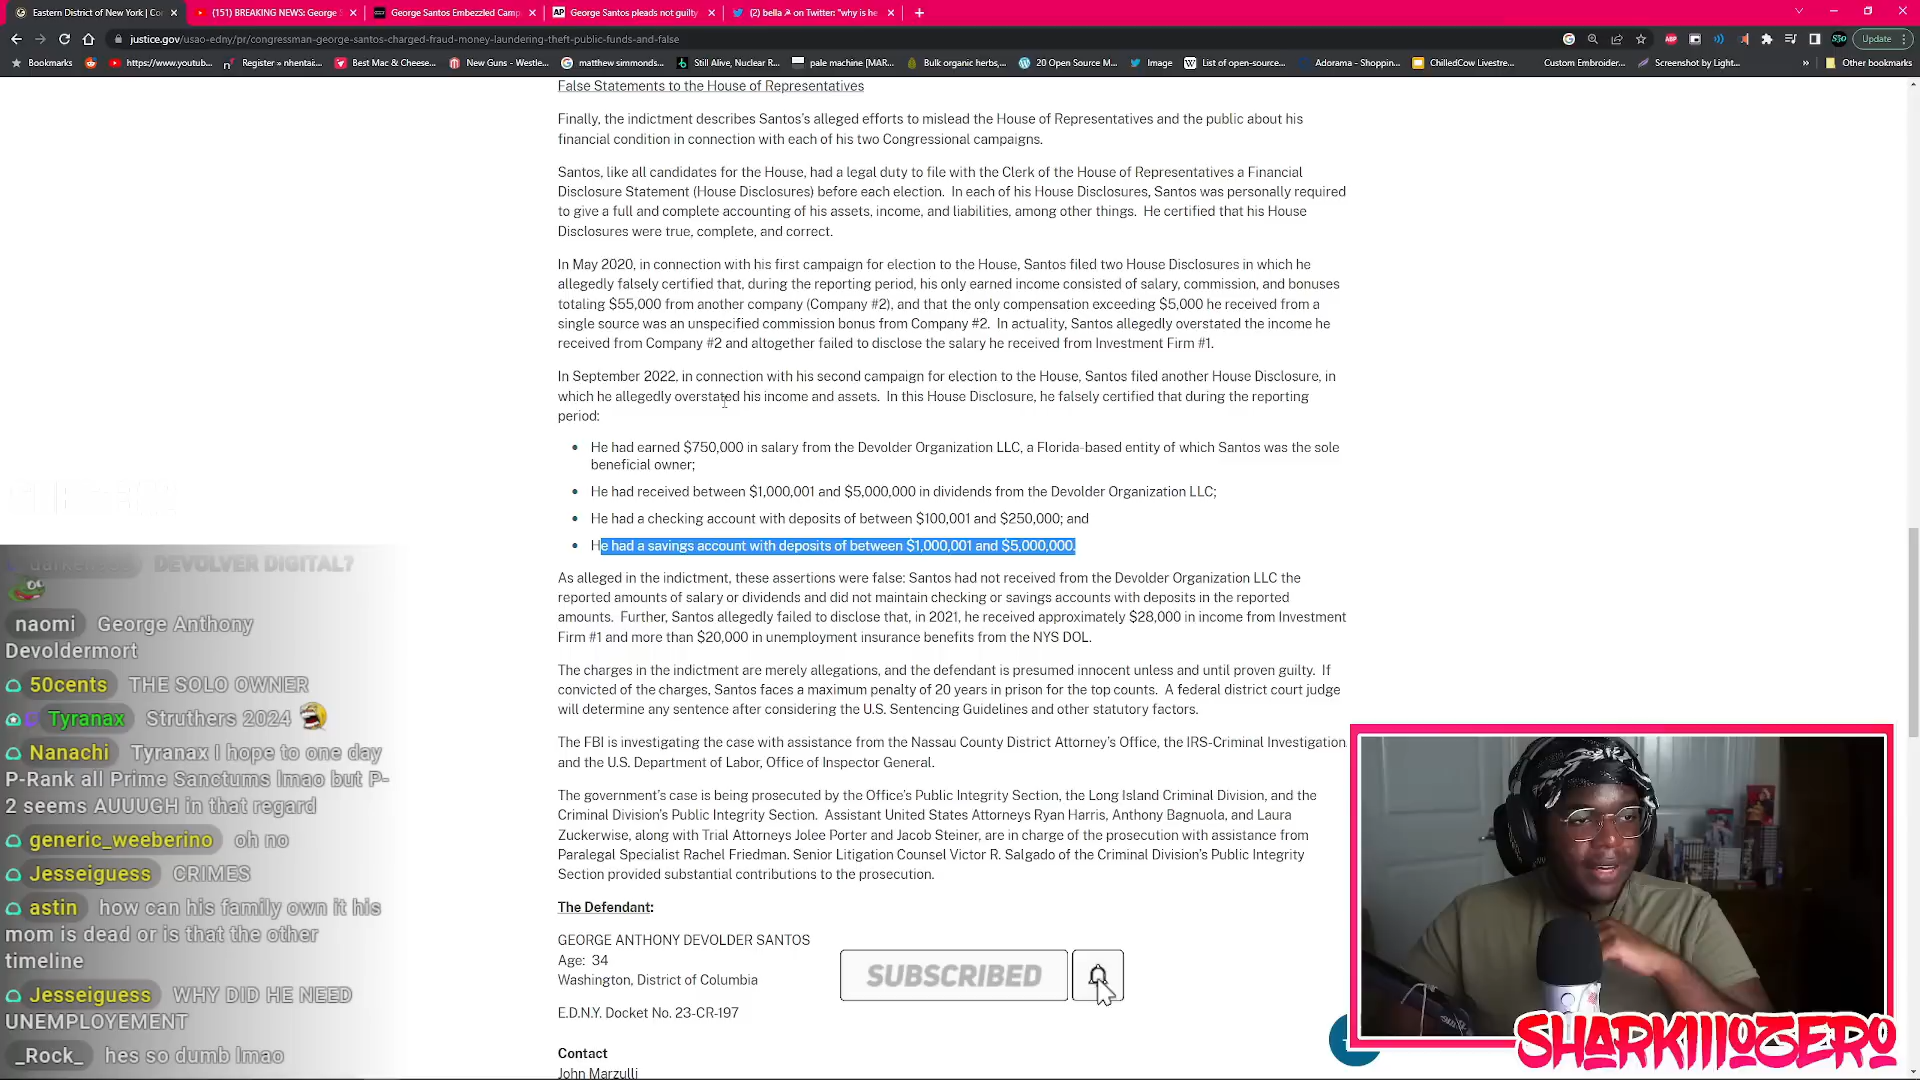 Eastern District of New York | Co
(151) BREAKING NEWS: George S
George Santos Embezzled Camp
George Santos pleads not guilty
(2) bella on Twitter: "why is he
justice.gov/usao-edny/pr/congressman-george-santos-charged-fraud-money-laundering-theft-public-funds-and-false
Update
Bookmarks
https://www.youtub...
Register » nhentai...
Best Mac & Cheese...
New Guns - Westle...
matthew simmonds...
Still Alive, Nuclear R...
pale machine [MAR...
Bulk organic herbs,...
20 Open Source M...
Image
List of open-source...
Adorama - Shoppin...
ChilledCow Livestre...
Custom Embroider...
Screenshot by Light...
Other bookmarks
False Statements to the House of Representatives
Finally, the indictment describes Santos's alleged efforts to mislead the House of Representatives and the public about his
financial condition in connection with each of his two Congressional campaigns.
Santos, like all candidates for the House, had a legal duty to file with the Clerk of the House of Representatives a Financial
Disclosure Statement (House Disclosures) before each election.  In each of his House Disclosures, Santos was personally required
to give a full and complete accounting of his assets, income, and liabilities, among other things.  He certified that his House
Disclosures were true, complete, and correct.
In May 2020, in connection with his first campaign for election to the House, Santos filed two House Disclosures in which he
allegedly falsely certified that, during the reporting period, his only earned income consisted of salary, commission, and bonuses
totaling $55,000 from another company (Company #2), and that the only compensation exceeding $5,000 he received from a
single source was an unspecified commission bonus from Company #2.  In actuality, Santos allegedly overstated the income he
received from Company #2 and altogether failed to disclose the salary he received from Investment Firm #1.
In September 2022, in connection with his second campaign for election to the House, Santos filed another House Disclosure, in
which he allegedly overstated his income and assets.  In this House Disclosure, he falsely certified that during the reporting
period:
• He had earned $750,000 in salary from the Devolder Organization LLC, a Florida-based entity of which Santos was the sole
beneficial owner;
• He had received between $1,000,001 and $5,000,000 in dividends from the Devolder Organization LLC;
• He had a checking account with deposits of between $100,001 and $250,000; and
• He had a savings account with deposits of between $1,000,001 and $5,000,000.
As alleged in the indictment, these assertions were false: Santos had not received from the Devolder Organization LLC the
reported amounts of salary or dividends and did not maintain checking or savings accounts with deposits in the reported
amounts.  Further, Santos allegedly failed to disclose that, in 2021, he received approximately $28,000 in income from Investment
Firm #1 and more than $20,000 in unemployment insurance benefits from the NYS DOL.
The charges in the indictment are merely allegations, and the defendant is presumed innocent unless and until proven guilty.  If
convicted of the charges, Santos faces a maximum penalty of 20 years in prison for the top counts.  A federal district court judge
will determine any sentence after considering the U.S. Sentencing Guidelines and other statutory factors.
The FBI is investigating the case with assistance from the Nassau County District Attorney's Office, the IRS-Criminal Investigation
and the U.S. Department of Labor, Office of Inspector General.
The government's case is being prosecuted by the Office's Public Integrity Section, the Long Island Criminal Division, and the
Criminal Division's Public Integrity Section.  Assistant United States Attorneys Ryan Harris, Anthony Bagnuola, and Laura
Zuckerwise, along with Trial Attorneys Jolee Porter and Jacob Steiner, are in charge of the prosecution with assistance from
Paralegal Specialist Rachel Friedman. Senior Litigation Counsel Victor R. Salgado of the Criminal Division's Public Integrity
Section provided substantial contributions to the prosecution.
The Defendant:
GEORGE ANTHONY DEVOLDER SANTOS
Age:  34
Washington, District of Columbia
E.D.N.Y. Docket No. 23-CR-197
Contact
John Marzulli
DEVOLVER DIGITAL?
naomi George Anthony
Devoldermort
50cents THE SOLO OWNER
Tyranax Struthers 2024
Nanachi Tyranax I hope to one day
P-Rank all Prime Sanctums lmao but P-
2 seems AUUUGH in that regard
generic_weeberino oh no
Jesseiguess CRIMES
astin how can his family own it his
mom is dead or is that the other
timeline
Jesseiguess WHY DID HE NEED
UNEMPLOYEMENT
_Rock_ hes so dumb lmao
SUBSCRIBED
SHARKIIIOZERO